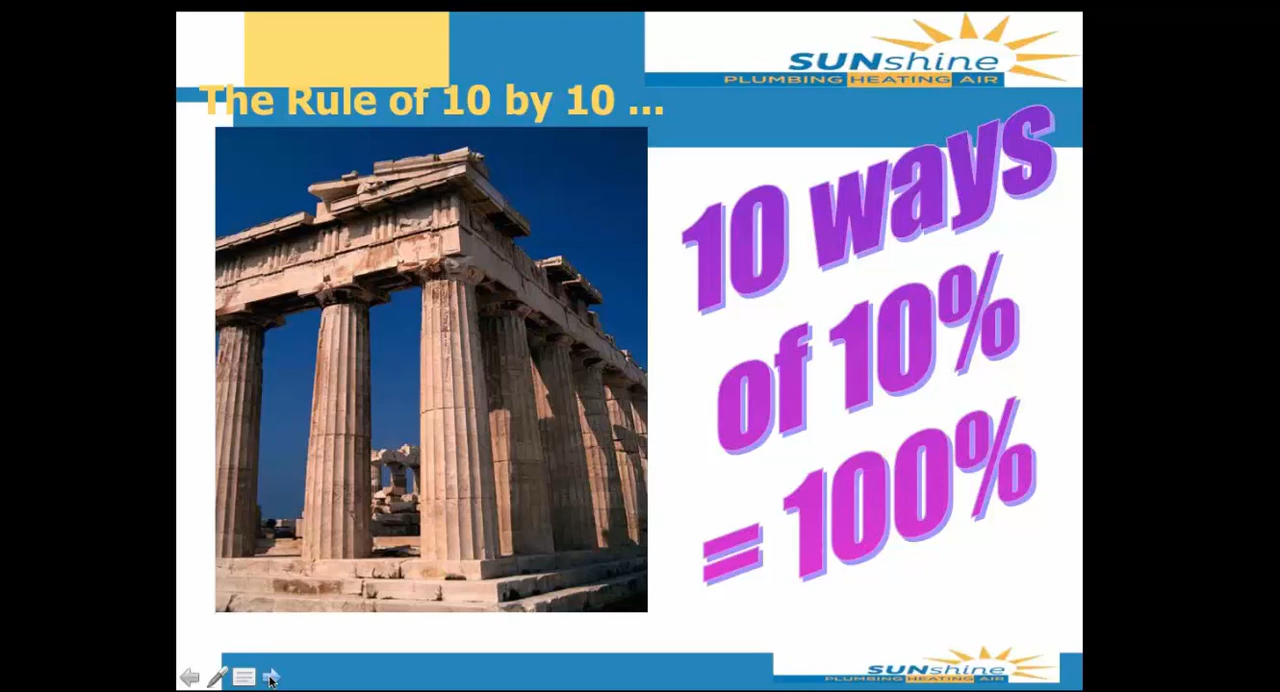 SUNshine
PLUMBING HEATING AIR
The Rule of 10 by 10 ...
10 ways
of 10%
= 100%
SUNshine
PLUMBING HEATING AIR